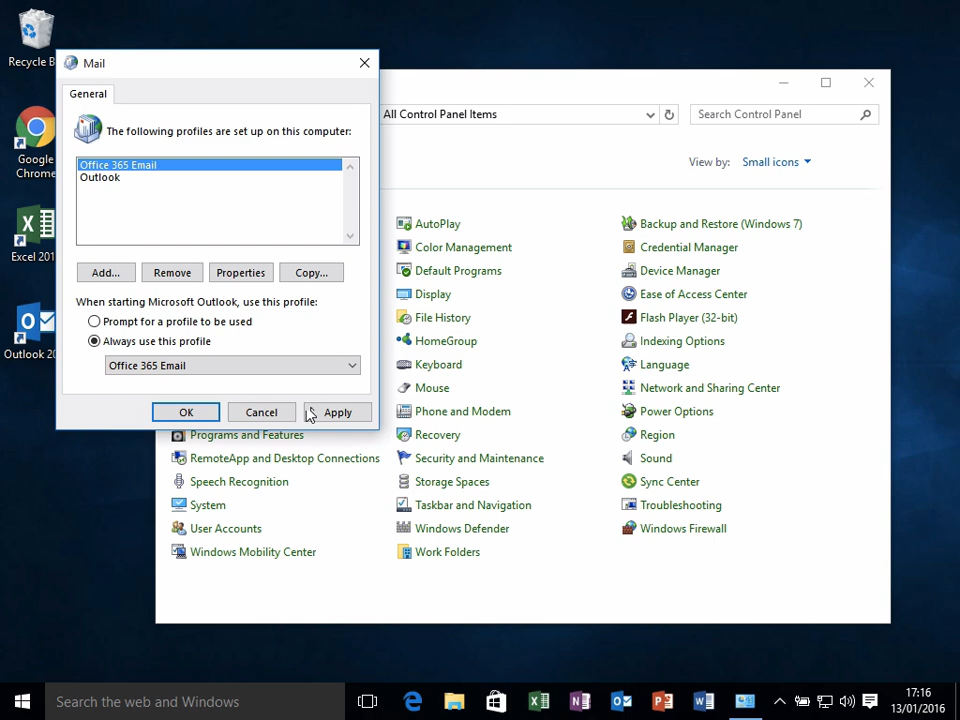 Recycle B
Google
Chrome
Excel 201
Outlook 20
Mail
General
The following profiles are set up on this computer:
Office 365 Email
Outlook
Add...
Remove
Properties
Copy...
When starting Microsoft Outlook, use this profile:
Prompt for a profile to be used
Always use this profile
Office 365 Email
OK
Cancel
Apply
All Control Panel Items
Search Control Panel
View by:
Small icons
AutoPlay
Backup and Restore (Windows 7)
Color Management
Credential Manager
Default Programs
Device Manager
Display
Ease of Access Center
File History
Flash Player (32-bit)
HomeGroup
Indexing Options
Keyboard
Language
Mouse
Network and Sharing Center
Phone and Modem
Power Options
Programs and Features
Recovery
Region
RemoteApp and Desktop Connections
Security and Maintenance
Sound
Speech Recognition
Storage Spaces
Sync Center
System
Taskbar and Navigation
Troubleshooting
User Accounts
Windows Defender
Windows Firewall
Windows Mobility Center
Work Folders
Search the web and Windows
17:16
13/01/2016